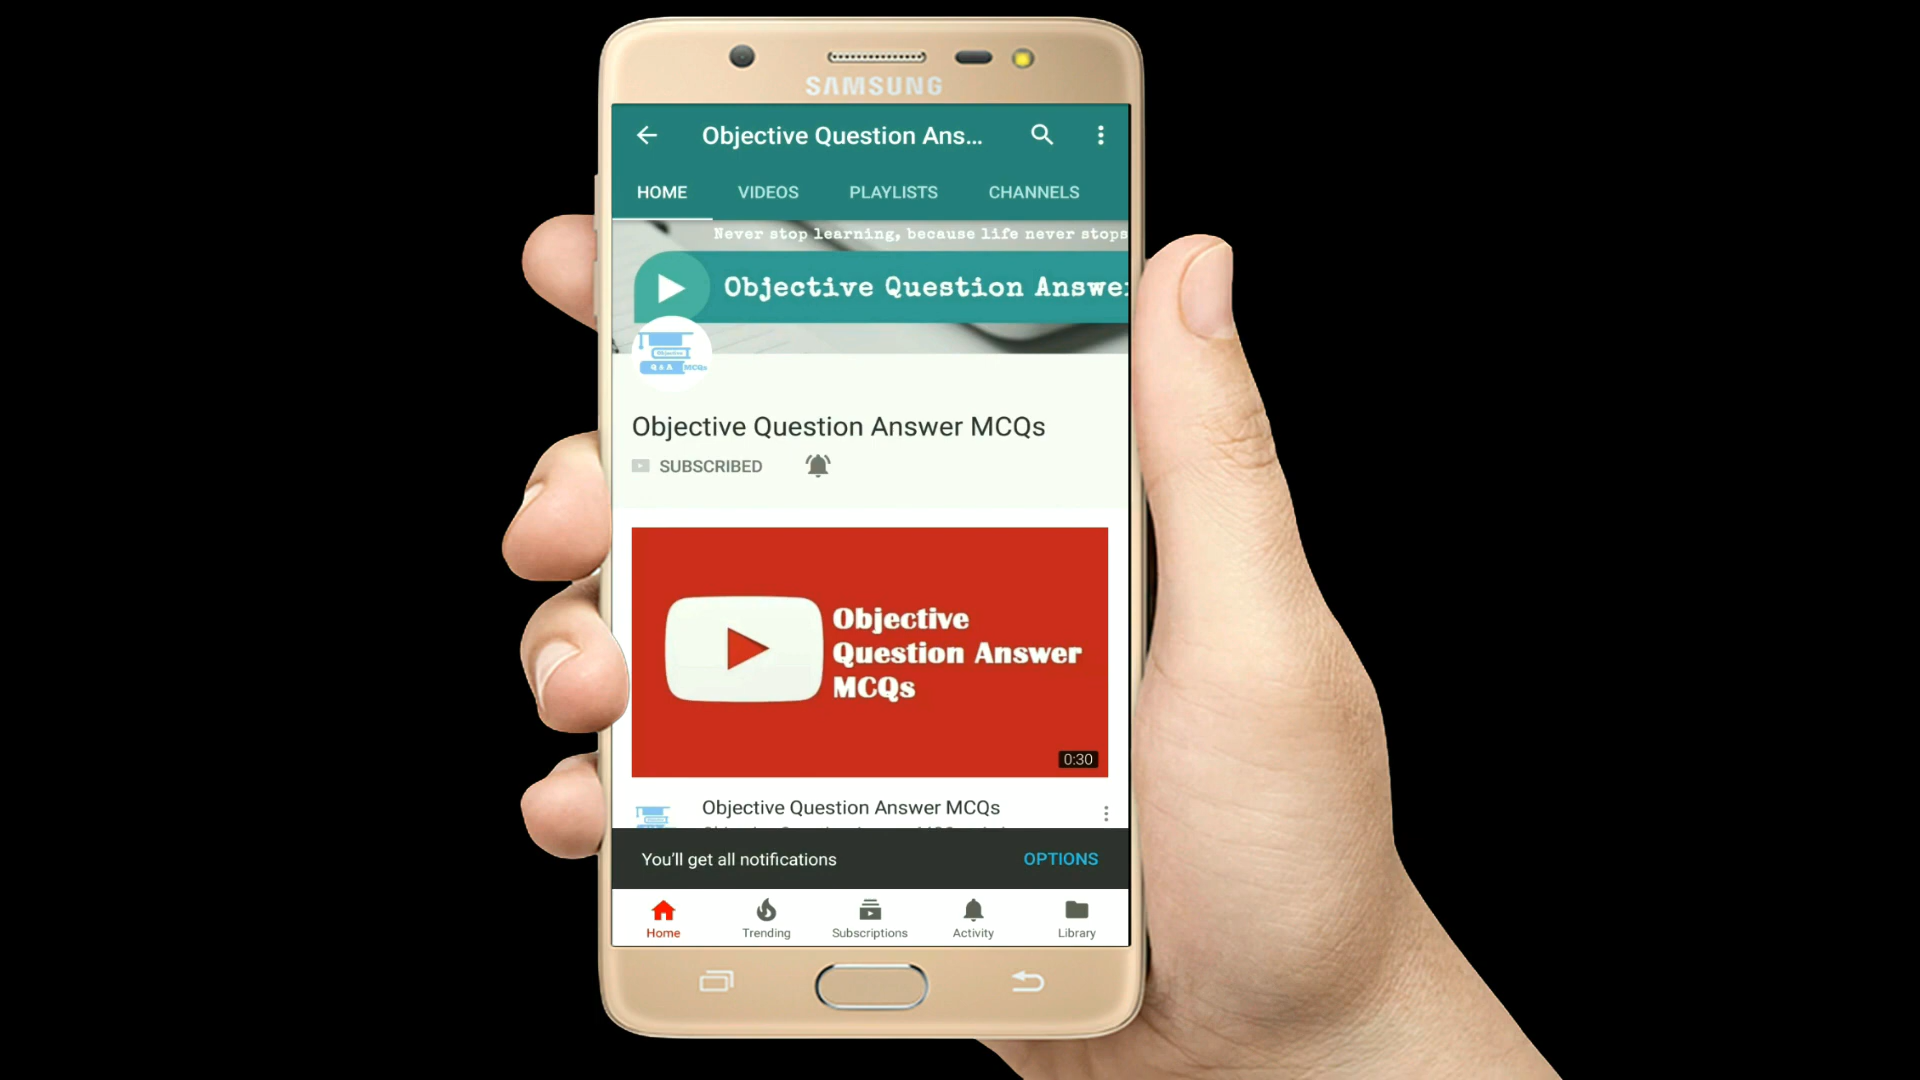 SAMSUNG
Objective Question Ans...
HOME VIDEOS PLAYLISTS CHANNELS
Never stop learning, because life never stops
Objective Question Answe
Objective
Q & A MCQs
Objective Question Answer MCQs
SUBSCRIBED
Objective
Question Answer
MCQs
0:30
Objective Question Answer MCQs
You'll get all notifications OPTIONS
Home Trending Subscriptions Activity Library